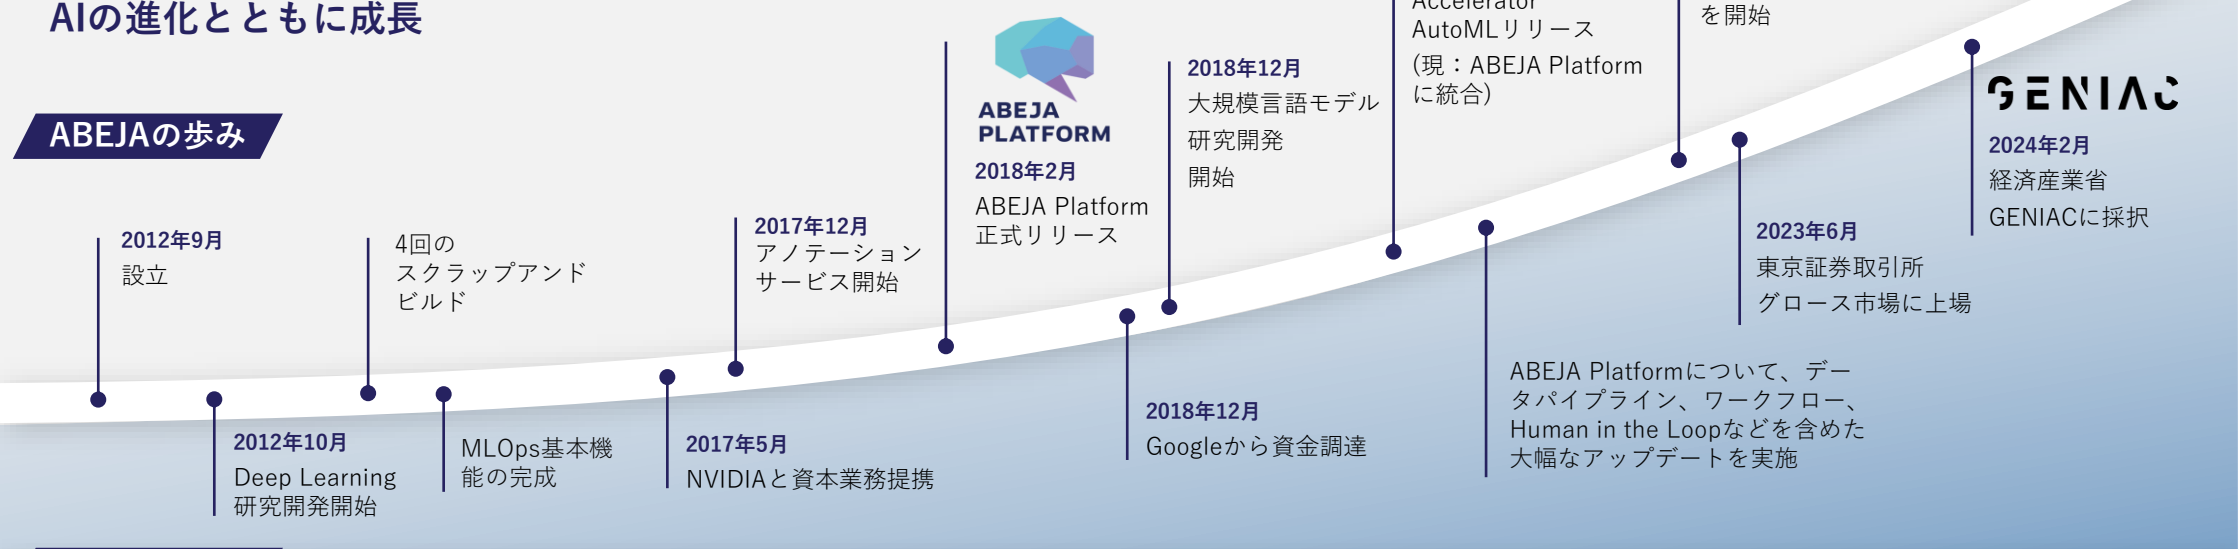 AIの進化とともに成長
ABEJAの歩み
2012年9月
設立
2012年10月
Deep Learning
研究開発開始
4回の
スクラップアンド
ビルド
MLOps基本機
能の完成
2017年5月
NVIDIAと資本業務提携
2017年12月
アノテーション
サービス開始
ABEJA
PLATFORM
2018年2月
ABEJA Platform
正式リリース
2018年12月
Googleから資金調達
2018年12月
大規模言語モデル
研究開発
開始
Accelerator
AutoMLリリース
(現：ABEJA Platform
に統合)
ABEJA Platformについて、デー
タパイプライン、ワークフロー、
Human in the Loopなどを含めた
大幅なアップデートを実施
を開始
2023年6月
東京証券取引所
グロース市場に上場
GENIAC
2024年2月
経済産業省
GENIACに採択